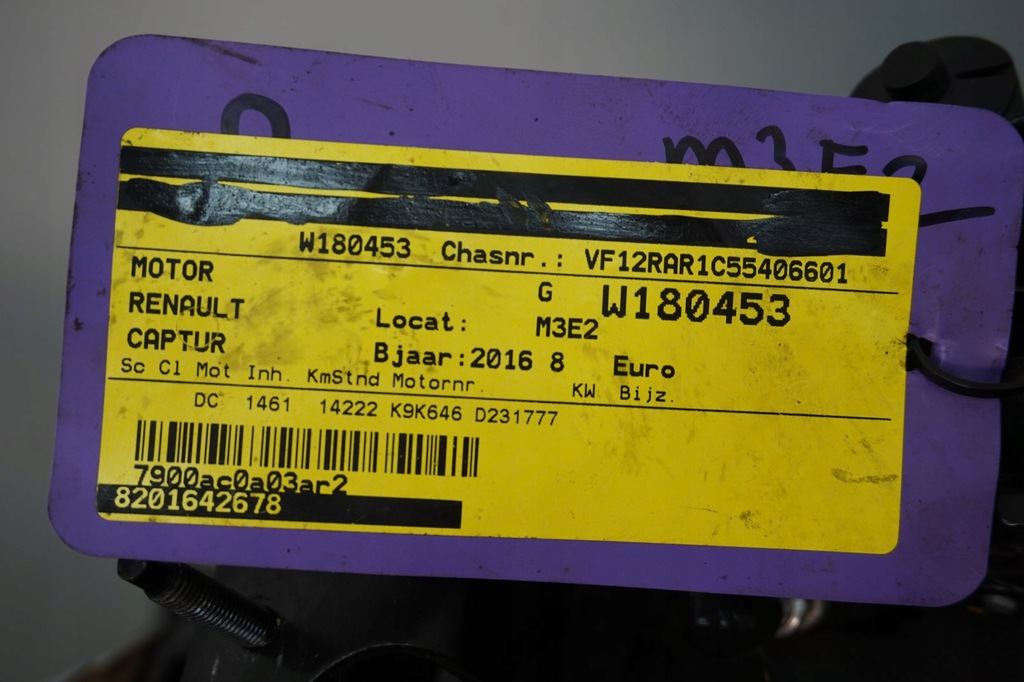 M3E2
W180453 Chasnr.: VF12RAR1C55406601
MOTOR G W180453
RENAULT Locat: M3E2
CAPTUR Bjaar:2016 8 Euro
Sc Cl Mot Inh. KmStnd Motornr. KW Bijz.
DC 1461 14222 K9K646 D231777
7900ac0a03ar2
8201642678